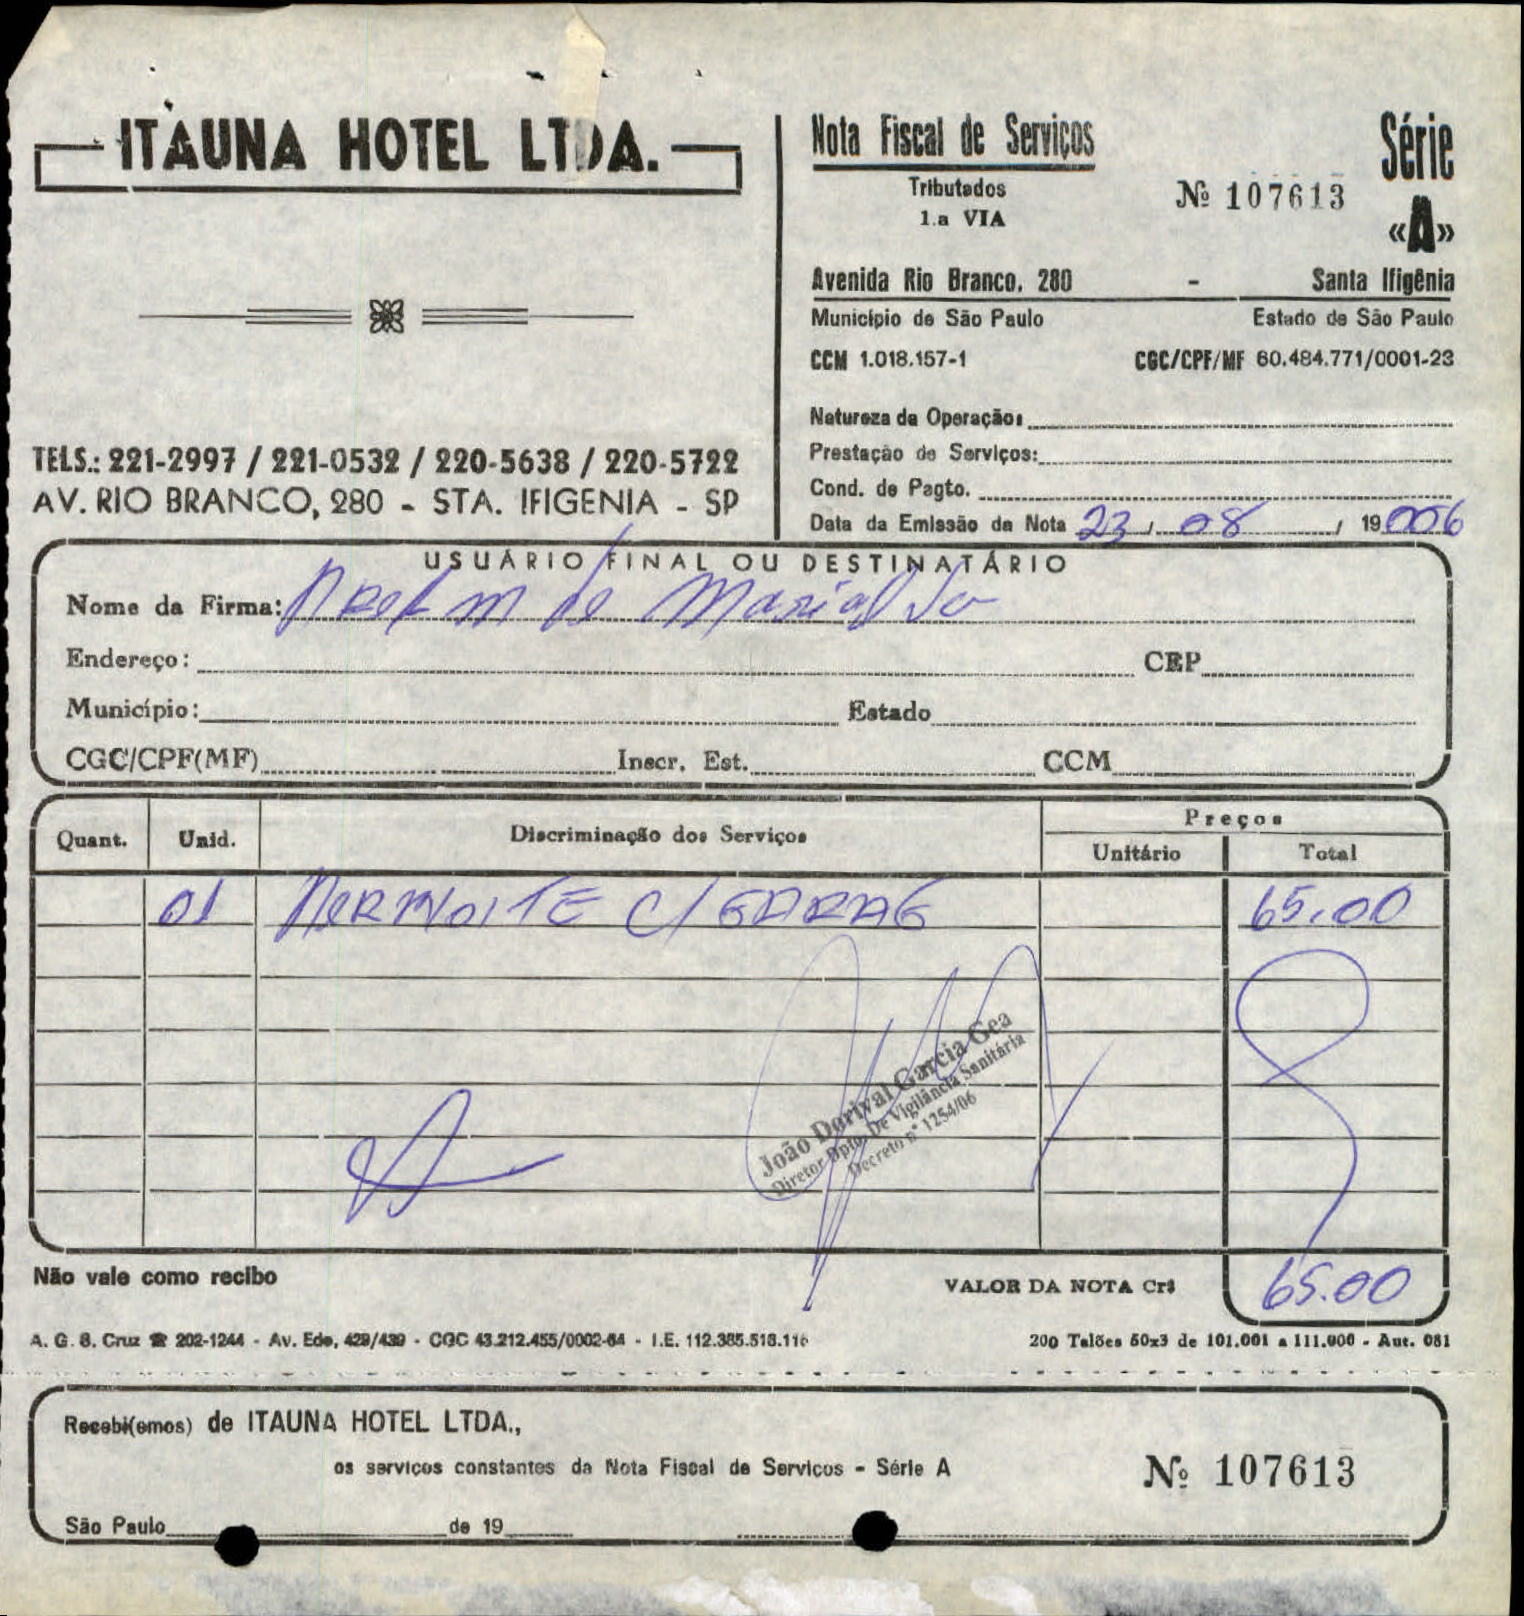 ITAUNA HOTEL LTDA.
TELS.: 221-2997 / 221-0532 / 220-5638 / 220-5722
AV. RIO BRANCO, 280 - STA. IFIGENIA - SP
Nota Fiscal de Serviços
Série
Tributados
Nº 107613
1.a VIA
«A»
Avenida Rio Branco, 280 - Santa Ifigênia
Município de São Paulo Estado de São Paulo
CCM 1.018.157-1 CGC/CPF/MF 60.484.771/0001-23
Natureza da Operação:
Prestação de Serviços:
Cond. de Pagto.
Data da Emissão da Nota 23 / 08 / 19 006
USUÁRIO FINAL OU DESTINATÁRIO
Nome da Firma: M de Marialva
Endereço: CEP
Município: Estado
CGC/CPF(MF) Inscr. Est. CCM
Quant. Unid. Discriminação dos Serviços Preços
Unitário Total
01 PERNOITE C/ GARAG 65,00
João Dorival Garcia Gea
Diretor Dpto. De Vigilância Sanitária
Decreto nº 1254/06
Não vale como recibo
VALOR DA NOTA Cr$ 65.00
A. G. S. Cruz ☎ 202-1244 - Av. Ede, 429/439 - CGC 43.212.455/0002-64 - I.E. 112.385.518.116
200 Talões 50x3 de 101.001 a 111.000 - Aut. 081
Recebi(emos) de ITAUNA HOTEL LTDA.,
os serviços constantes da Nota Fiscal de Servicos - Série A
Nº 107613
São Paulo de 19